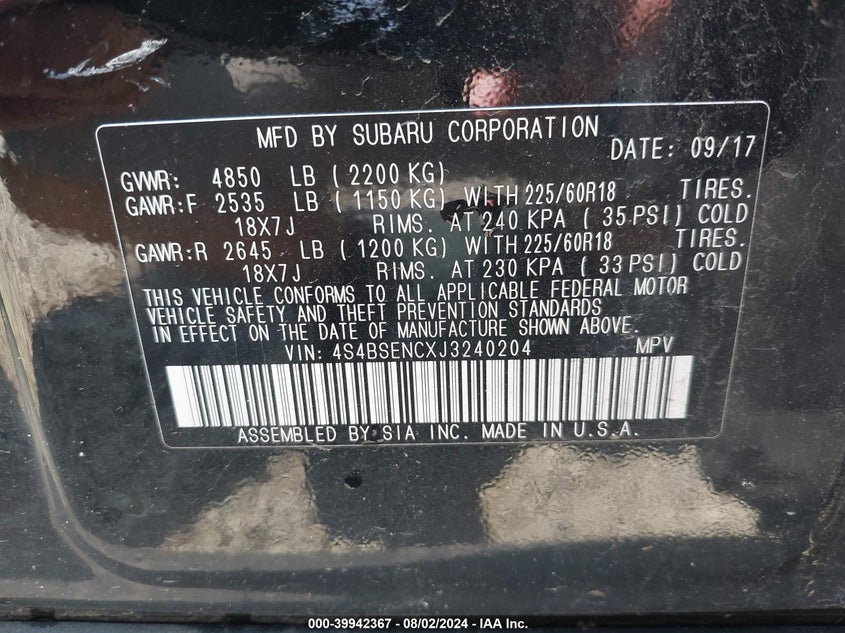 MFD BY SUBARU CORPORATION DATE: 09/17
GVWR: 4850 LB (2200 KG)
GAWR:F 2535 LB (1150 KG) WITH 225/60R18 TIRES.
18X7J RIMS. AT 240 KPA (35 PSI) COLD
GAWR:R 2645 LB (1200 KG) WITH 225/60R18 TIRES.
18X7J RIMS. AT 230 KPA (33 PSI) COLD
THIS VEHICLE CONFORMS TO ALL APPLICABLE FEDERAL MOTOR
VEHICLE SAFETY AND THEFT PREVENTION STANDARDS
IN EFFECT ON THE DATE OF MANUFACTURE SHOWN ABOVE.
VIN: 4S4BSENCXJ3240204 MPV
ASSEMBLED BY SIA INC. MADE IN U.S.A.
000-39942367 - 08/02/2024 - IAA Inc.